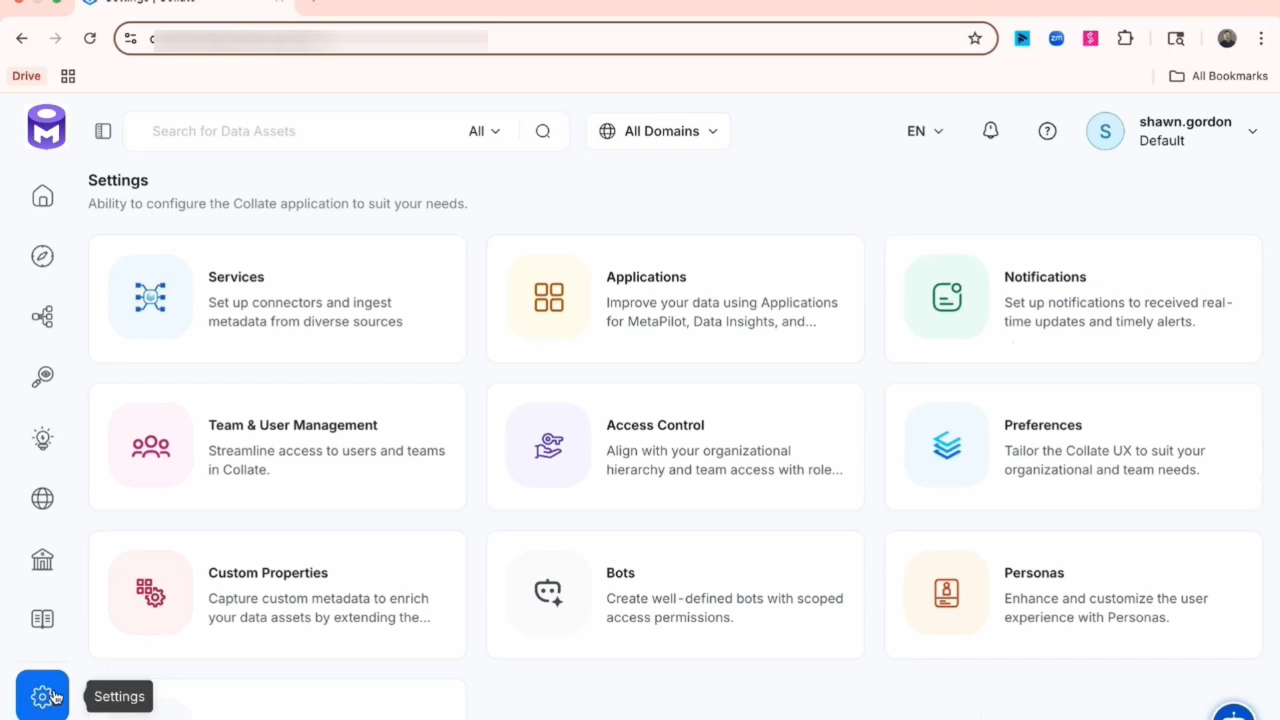 Drive
All Bookmarks
Search for Data Assets
All
All Domains
EN
S
shawn.gordon
Default
Settings
Ability to configure the Collate application to suit your needs.
Services
Set up connectors and ingest
metadata from diverse sources
Applications
Improve your data using Applications
for MetaPilot, Data Insights, and...
Notifications
Set up notifications to received real-
time updates and timely alerts.
Team & User Management
Streamline access to users and teams
in Collate.
Access Control
Align with your organizational
hierarchy and team access with role...
Preferences
Tailor the Collate UX to suit your
organizational and team needs.
Custom Properties
Capture custom metadata to enrich
your data assets by extending the...
Bots
Create well-defined bots with scoped
access permissions.
Personas
Enhance and customize the user
experience with Personas.
Settings